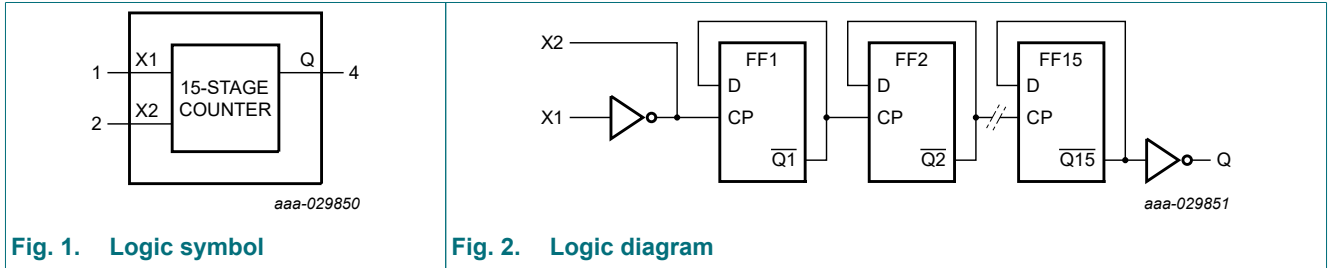 1
X1
Q
4
15-STAGE
COUNTER
2
X2
aaa-029850
Fig. 1. Logic symbol
X2
X1
FF1
D
CP
Q1
FF2
D
CP
Q2
FF15
D
CP
Q15
Q
aaa-029851
Fig. 2. Logic diagram